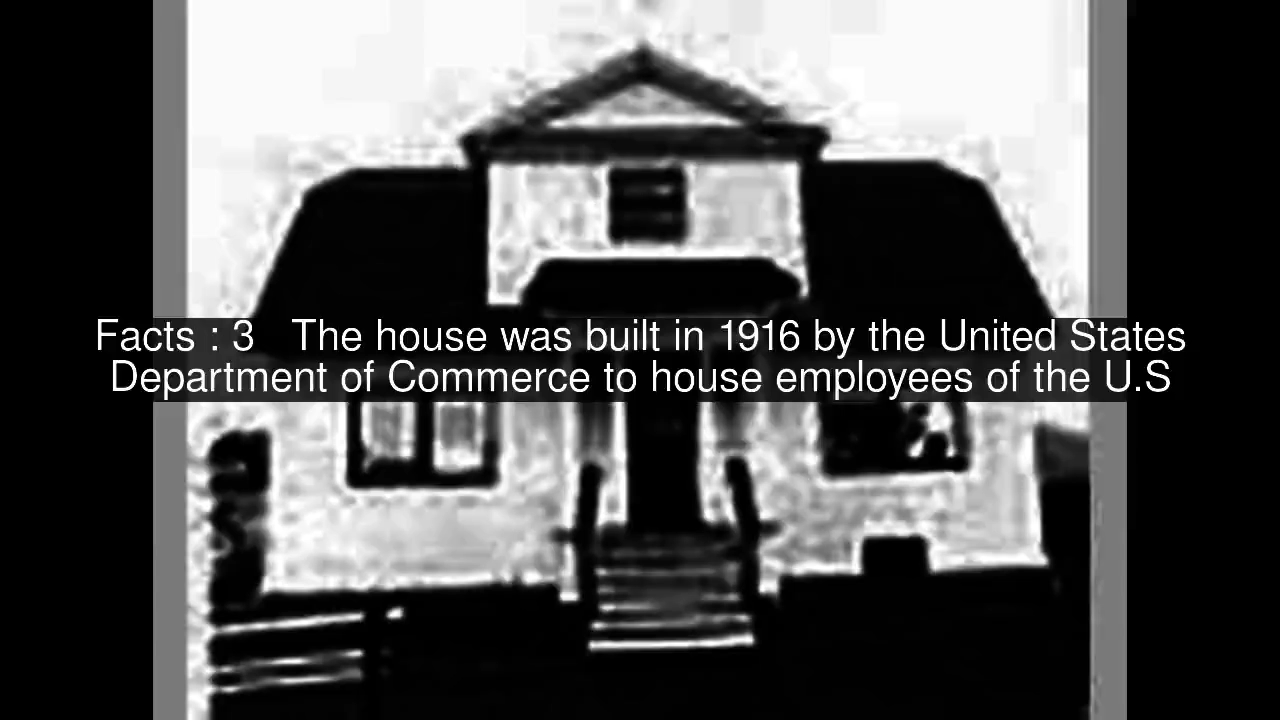 Facts : 3 The house was built in 1916 by the United States
Department of Commerce to house employees of the U.S